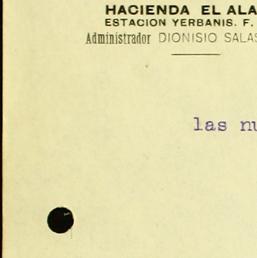 HACIENDA EL ALA
ESTACION YERBANIS. F.
Administrador DIONISIO SALAS
las nu